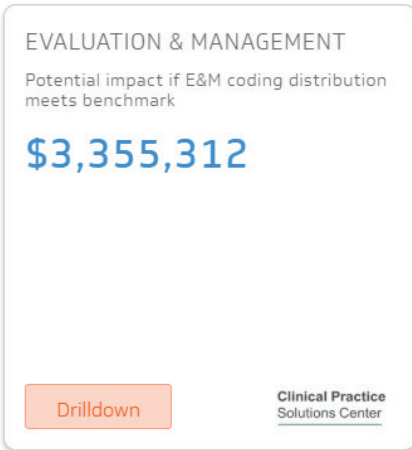 EVALUATION & MANAGEMENT
Potential impact if E&M coding distribution
meets benchmark
$3,355,312
Drilldown
Clinical Practice
Solutions Center